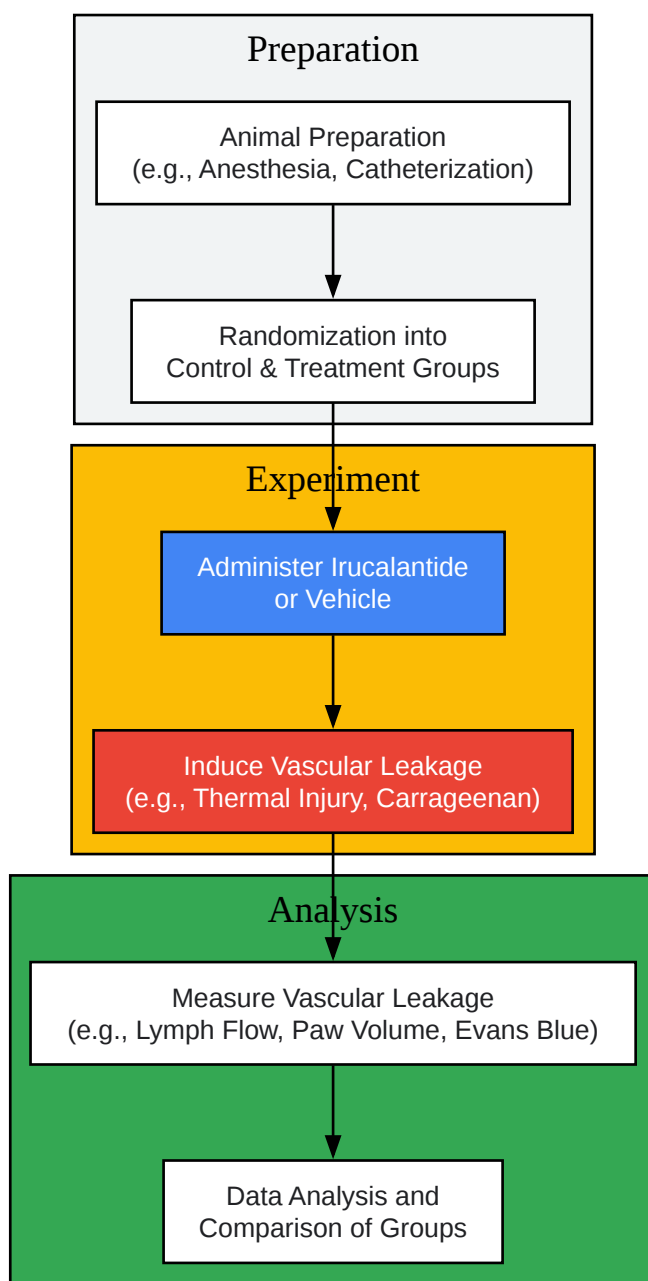 Preparation
Animal Preparation
(e.g., Anesthesia, Catheterization)
Randomization into
Control & Treatment Groups
Experiment
Administer Irucalantide
or Vehicle
Induce Vascular Leakage
(e.g., Thermal Injury, Carrageenan)
Analysis
Measure Vascular Leakage
(e.g., Lymph Flow, Paw Volume, Evans Blue)
Data Analysis and
Comparison of Groups